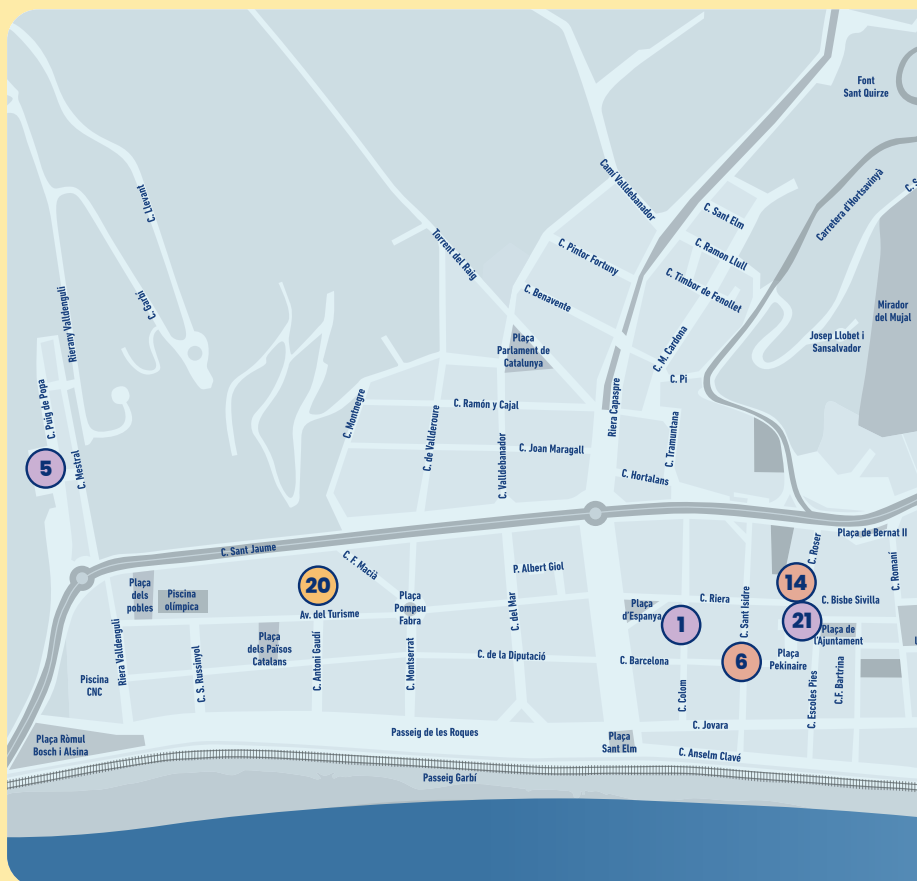 Font
Sant Quirze
Camí Valldebanador
C. Llevant
C. Sant Elm
Carretera d'Hortsavinyà
C. S
Torrent del Raig
C. Pintor Fortuny
C. Ramon Llull
C. Timbor de Fenollet
C. Garbí
Rierany Valldenguli
C. Benavente
Mirador
del Mujal
Josep Llobet i
Sansalvador
Plaça
Parlament de
Catalunya
C. M. Cardona
C. Pi
C. Puig de Popa
C. Montnegre
C. Ramón y Cajal
Riera Capaspre
C. de Vallderoure
C. Tramuntana
C. Joan Maragall
C. Valldebanador
C. Hortalans
5
C. Mestral
Plaça de Bernat II
C. Roser
C. Sant Jaume
C. F. Macià
P. Albert Giol
C. Romaní
14
20
Plaça
dels
pobles
Piscina
olímpica
Av. del Turisme
Plaça
Pompeu
Fabra
C. del Mar
Plaça
d'Espanya
1
C. Riera
C. Sant Isidre
C. Bisbe Sivilla
21
Plaça de
l'Ajuntament
Riera Valldenguli
Plaça
dels Països
Catalans
C. Antoni Gaudí
C. S. Russinyol
C. Montserrat
C. de la Diputació
C. Barcelona
6
Plaça
Pekinaire
C.F. Bartrina
C. Escoles Pies
Piscina
CNC
C. Colom
C. Jovara
Plaça Ròmul
Bosch i Alsina
Passeig de les Roques
Plaça
Sant Elm
C. Anselm Clavé
Passeig Garbí